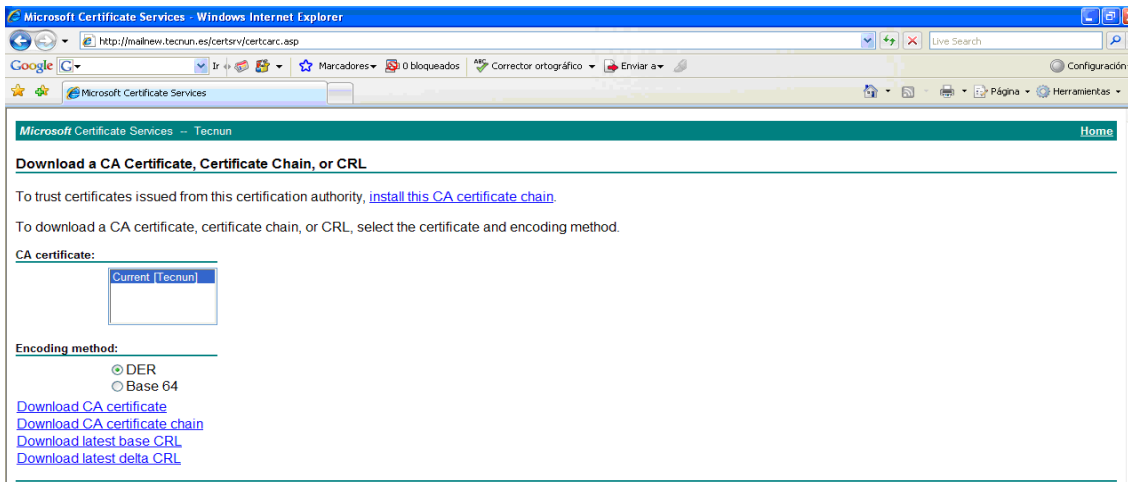 Microsoft Certificate Services - Windows Internet Explorer
http://mailnew.tecnun.es/certsrv/certcarc.asp
Live Search
Google G Ir Marcadores 0 bloqueados ABC Corrector ortográfico Enviar a Configuración
Microsoft Certificate Services Página Herramientas
Microsoft Certificate Services -- Tecnun Home
Download a CA Certificate, Certificate Chain, or CRL
To trust certificates issued from this certification authority, install this CA certificate chain.
To download a CA certificate, certificate chain, or CRL, select the certificate and encoding method.
CA certificate:
Current [Tecnun]
Encoding method:
DER
Base 64
Download CA certificate
Download CA certificate chain
Download latest base CRL
Download latest delta CRL